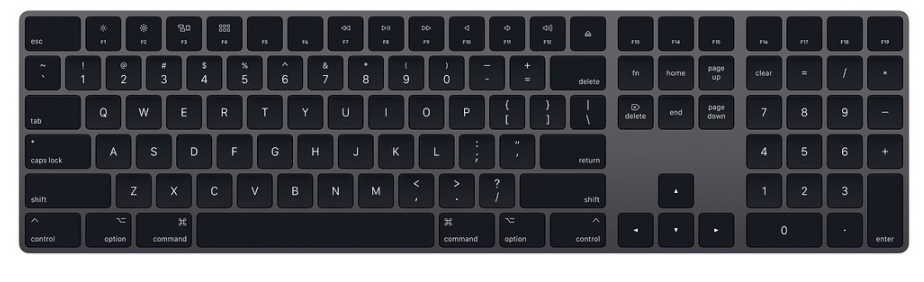 esc F1 F2 F3 F4 F5 F6 F7 F8 F9 F10 F11 F12 F13 F14 F15 F16 F17 F18 F19
~ ! @ # $ % ^ & * ( ) _ +
` 1 2 3 4 5 6 7 8 9 0 - = delete fn home page up clear = / *
tab Q W E R T Y U I O P { [ } ] | \ delete end page down 7 8 9 −
caps lock A S D F G H J K L : ; " ' return 4 5 6 +
shift Z X C V B N M < , > . ? / shift 1 2 3
control option command command option control 0 . enter